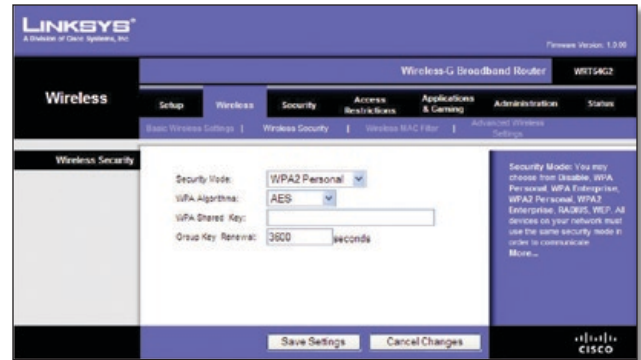 LINKSYS®
A Division of Cisco Systems, Inc.
Firmware Version: 1.0.00
Wireless-G Broadband Router WRT54G2
Wireless
Setup Wireless Security Access Restrictions Applications & Gaming Administration Status
Basic Wireless Settings | Wireless Security | Wireless MAC Filter | Advanced Wireless Settings
Wireless Security
Security Mode: WPA2 Personal
WPA Algorithms: AES
WPA Shared Key:
Group Key Renewal: 3600 seconds
Security Mode: You may
choose from Disable, WPA
Personal, WPA Enterprise,
WPA2 Personal, WPA2
Enterprise, RADIUS, WEP. All
devices on your network must
use the same security mode in
order to communicate.
More...
Save Settings Cancel Changes
CISCO